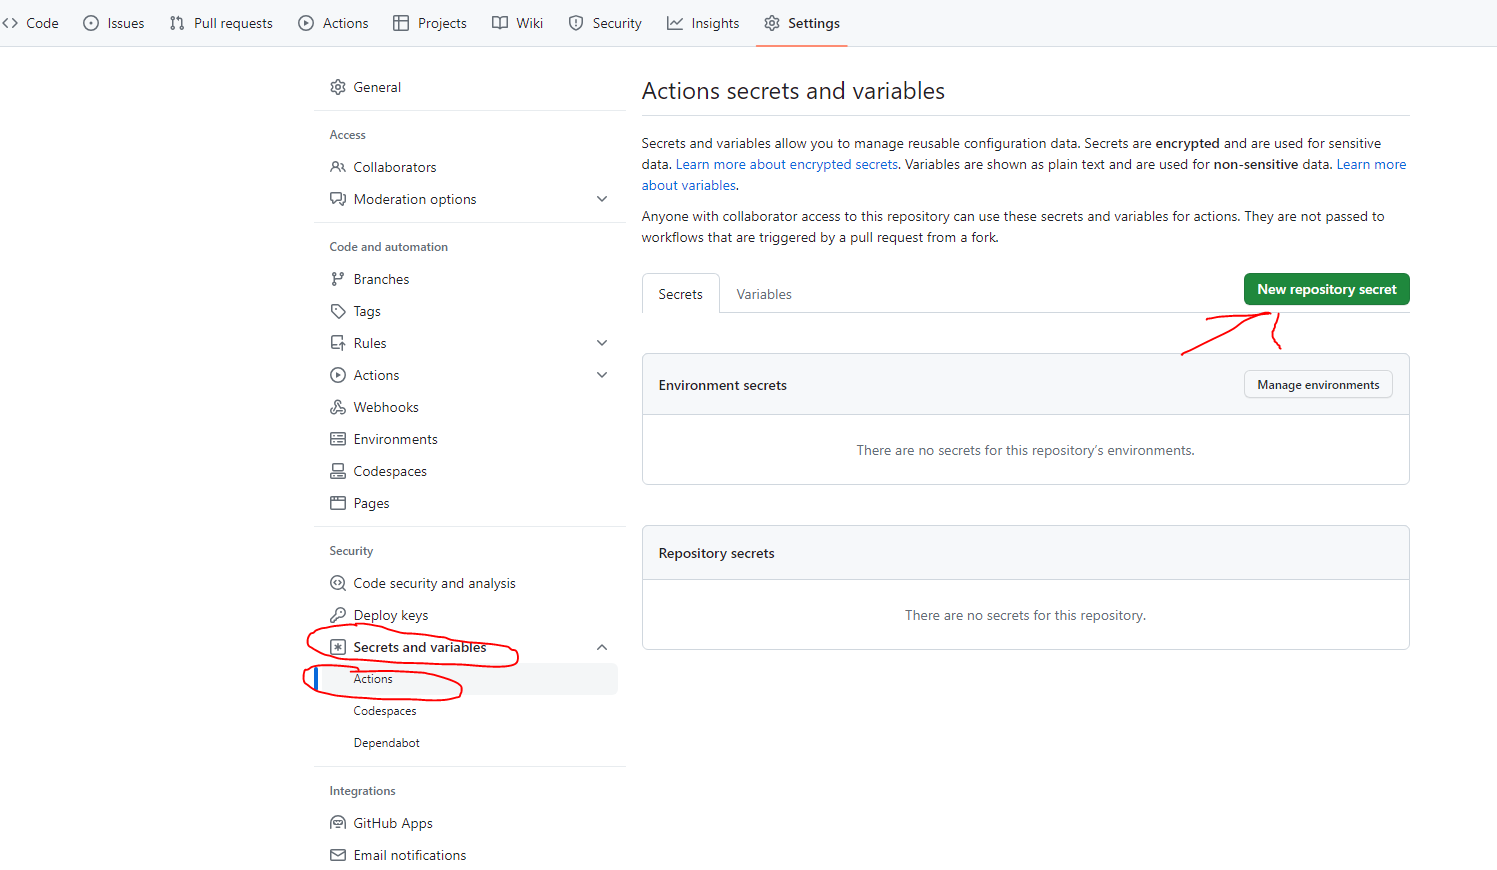 Code Issues Pull requests Actions Projects Wiki Security Insights Settings
General
Access
Collaborators
Moderation options
Code and automation
Branches
Tags
Rules
Actions
Webhooks
Environments
Codespaces
Pages
Security
Code security and analysis
Deploy keys
Secrets and variables
Actions
Codespaces
Dependabot
Integrations
GitHub Apps
Email notifications
Actions secrets and variables
Secrets and variables allow you to manage reusable configuration data. Secrets are encrypted and are used for sensitive
data. Learn more about encrypted secrets. Variables are shown as plain text and are used for non-sensitive data. Learn more
about variables.
Anyone with collaborator access to this repository can use these secrets and variables for actions. They are not passed to
workflows that are triggered by a pull request from a fork.
Secrets Variables New repository secret
Environment secrets Manage environments
There are no secrets for this repository's environments.
Repository secrets
There are no secrets for this repository.